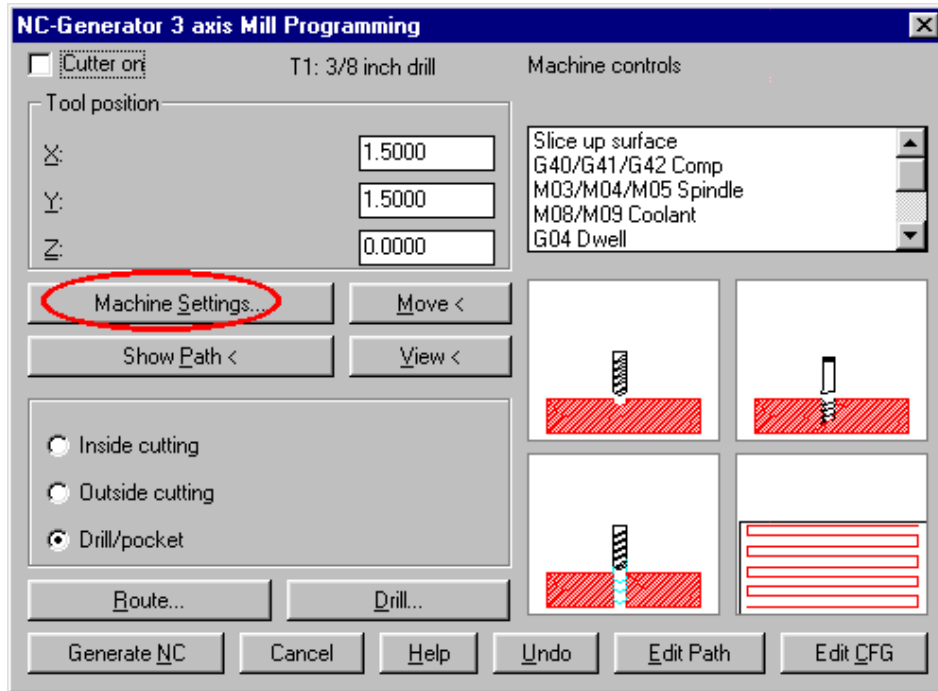 NC-Generator 3 axis Mill Programming
Cutter on
T1: 3/8 inch drill
Machine controls
Tool position
X:
1.5000
Y:
1.5000
Z:
0.0000
Slice up surface
G40/G41/G42 Comp
M03/M04/M05 Spindle
M08/M09 Coolant
G04 Dwell
Machine Settings...
Move <
Show Path <
View <
Inside cutting
Outside cutting
Drill/pocket
Route...
Drill...
Generate NC
Cancel
Help
Undo
Edit Path
Edit CFG